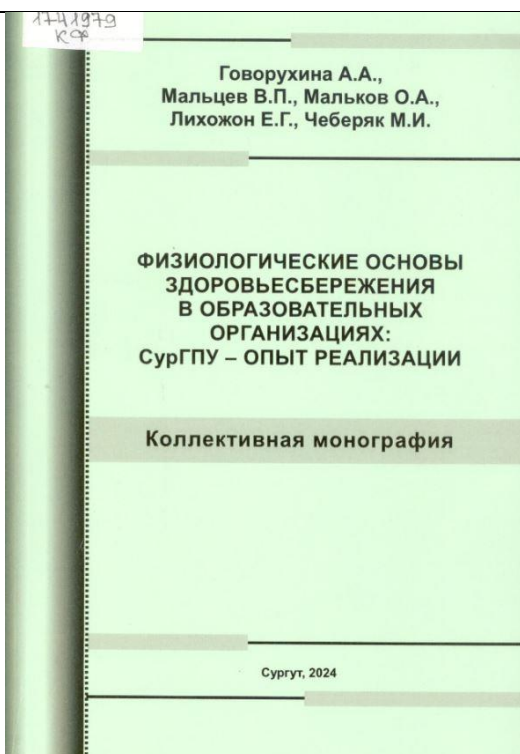 1741979
КФ
Говорухина А.А.,
Мальцев В.П., Мальков О.А.,
Лихожон Е.Г., Чеберяк М.И.
ФИЗИОЛОГИЧЕСКИЕ ОСНОВЫ
ЗДОРОВЬЕСБЕРЕЖЕНИЯ
В ОБРАЗОВАТЕЛЬНЫХ
ОРГАНИЗАЦИЯХ:
СурГПУ – ОПЫТ РЕАЛИЗАЦИИ
Коллективная монография
Сургут, 2024